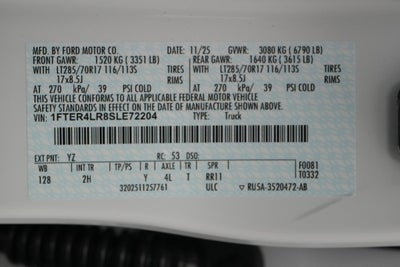 MFD. BY FORD MOTOR CO. 11/25 GVWR: 3080 KG ( 6790 LB)
FRONT GAWR: 1520 KG ( 3351 LB) REAR GAWR: 1640 KG ( 3615 LB)
WITH LT285/70R17 116/113S TIRES WITH LT285/70R17 116/113S TIRES
17x8.5J RIMS 17x8.5J RIMS
AT 270 kPa/ 39 PSI COLD AT 270 kPa/ 39 PSI COLD
THIS VEHICLE CONFORMS TO ALL APPLICABLE FEDERAL MOTOR VEHICLE SAFETY
STANDARDS IN EFFECT ON THE DATE OF MANUFACTURE SHOWN ABOVE.
VIN: 1FTER4LR8SLE72204 TYPE: Truck
EXT PNT: YZ RC: 53 DSO: F0081
WB INT TR TP/PS R AXLE TR SPR T0332
128 2H Y 4L T RR11
3202511257761 ULC ▽ RU5A-3520472-AB